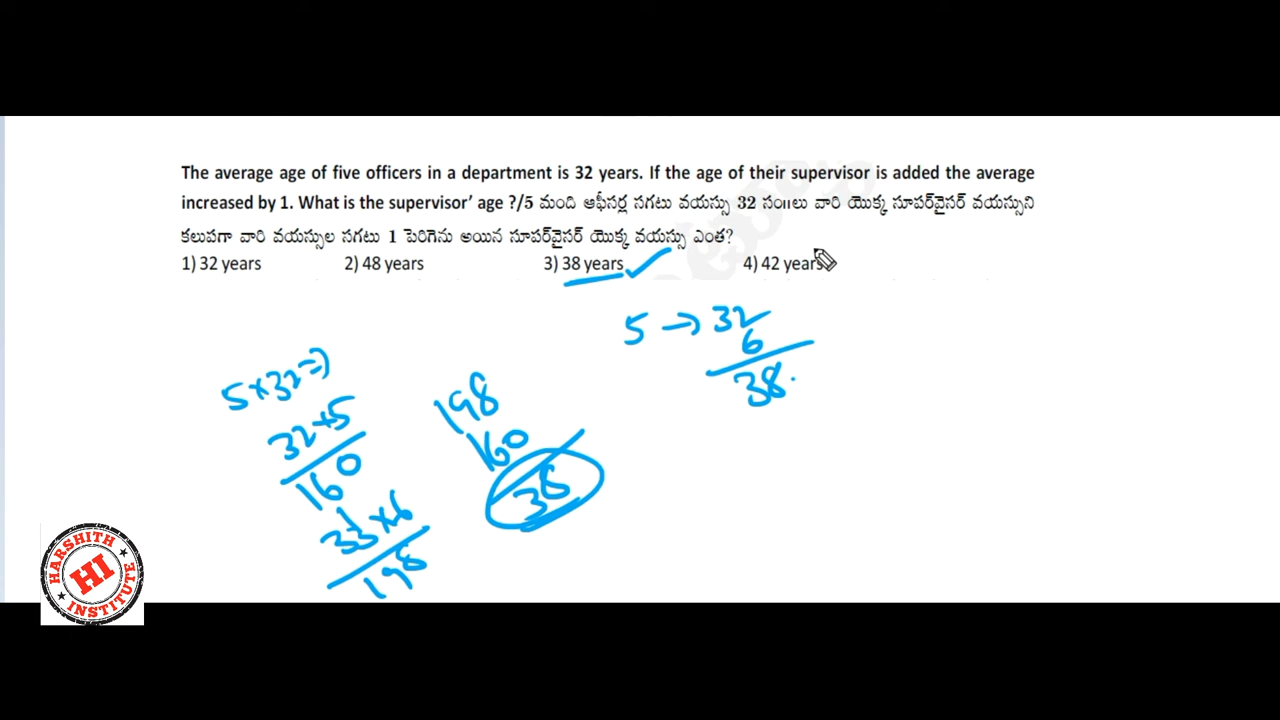 The average age of five officers in a department is 32 years. If the age of their supervisor is added the average
increased by 1. What is the supervisor' age ?/5 మంది ఆఫీసర్ల సగటు వయస్సు 32 సం॥లు వారి యొక్క సూపర్‌వైసర్ వయస్సుని
కలుపగా వారి వయస్సుల సగటు 1 పెరిగెను అయిన సూపర్‌వైసర్ యొక్క వయస్సు ఎంత?
1) 32 years 2) 48 years 3) 38 years 4) 42 years
5 → 32
6
38.
5×32 ⇒
32×5
160
33×6
198
198
160
38
HARSHITH
HI
INSTITUTE